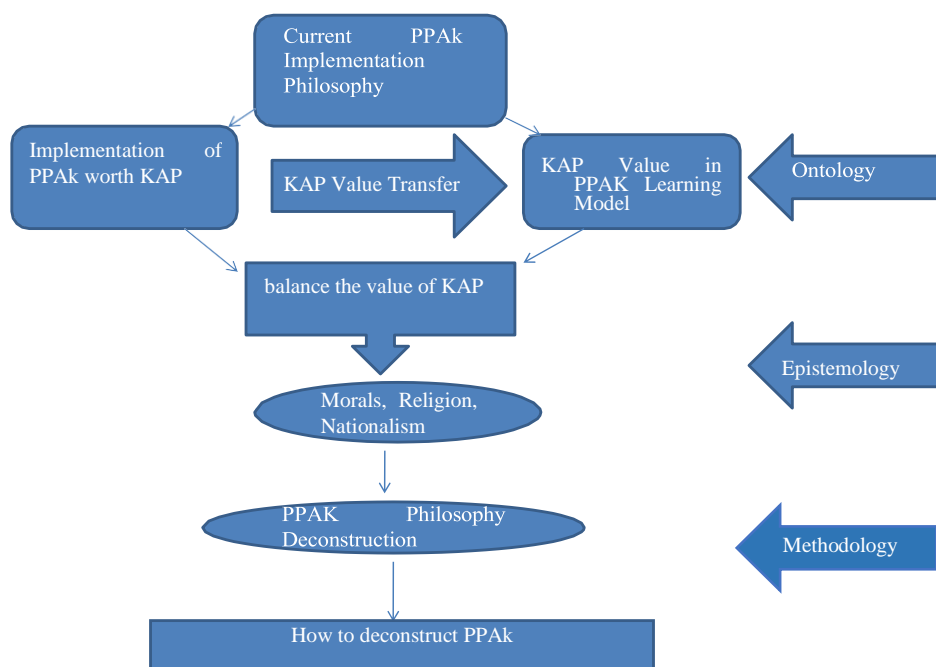 Current PPAk
Implementation
Philosophy
Implementation of
PPAk worth KAP
KAP Value Transfer
KAP Value in
PPAK Learning
Model
Ontology
balance the value of KAP
Epistemology
Morals, Religion,
Nationalism
PPAK Philosophy
Deconstruction
Methodology
How to deconstruct PPAk